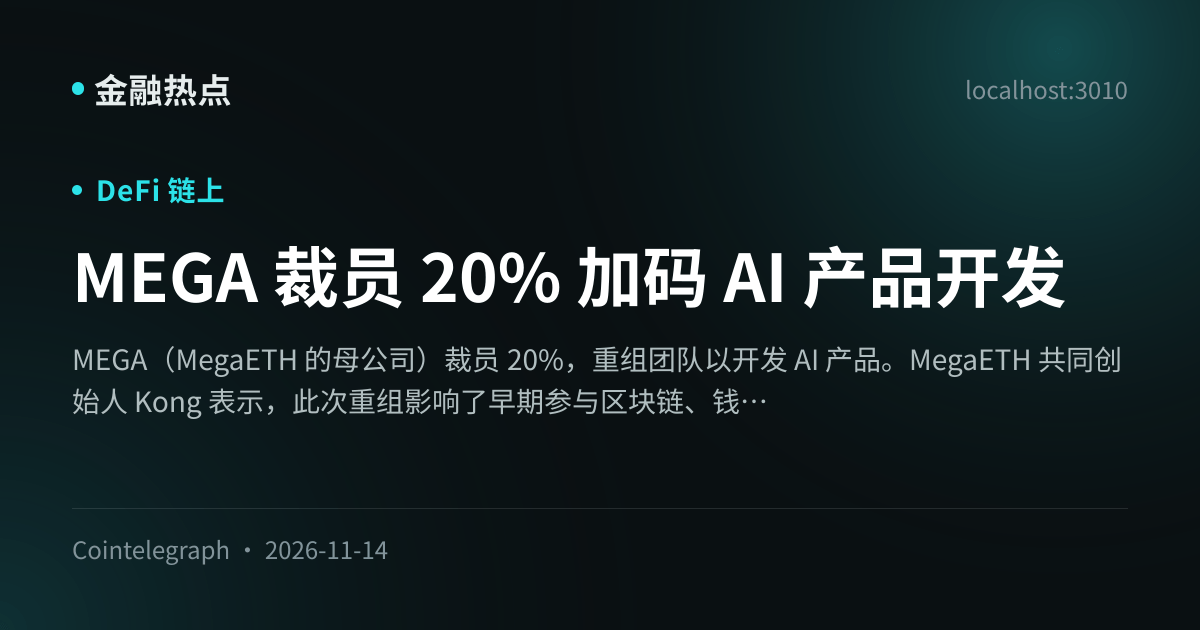 金融热点
localhost:3010
DeFi 链上
MEGA 裁员 20% 加码 AI 产品开发
MEGA（MegaETH 的母公司）裁员 20%，重组团队以开发 AI 产品。MegaETH 共同创
始人 Kong 表示，此次重组影响了早期参与区块链、钱…
Cointelegraph · 2026-11-14